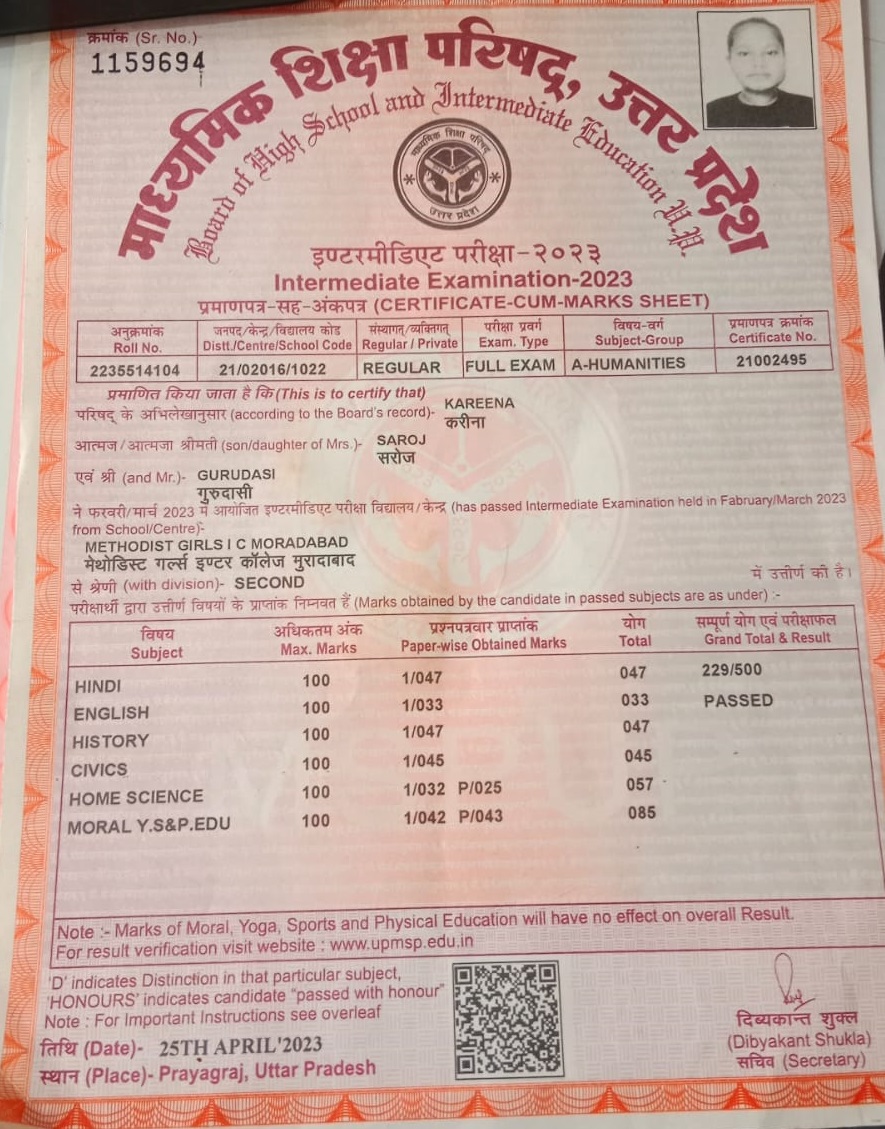 क्रमांक (Sr. No.)
1159694
माध्यमिक शिक्षा परिषद्, उत्तर प्रदेश
Board of High School and Intermediate Education U.P.
माध्यमिक शिक्षा परिषद्
उत्तर प्रदेश
इण्टरमीडिएट परीक्षा-२०२३
Intermediate Examination-2023
प्रमाणपत्र-सह-अंकपत्र (CERTIFICATE-CUM-MARKS SHEET)
अनुक्रमांक जनपद/केन्द्र/विद्यालय कोड संस्थागत/व्यक्तिगत परीक्षा प्रवर्ग विषय-वर्ग प्रमाणपत्र क्रमांक
Roll No. Distt./Centre/School Code Regular / Private Exam. Type Subject-Group Certificate No.
2235514104 21/02016/1022 REGULAR FULL EXAM A-HUMANITIES 21002495
प्रमाणित किया जाता है कि (This is to certify that)
परिषद् के अभिलेखानुसार (according to the Board's record)- KAREENA
करीना
आत्मज/आत्मजा श्रीमती (son/daughter of Mrs.)- SAROJ
सरोज
एवं श्री (and Mr.)- GURUDASI
गुरुदासी
ने फरवरी/मार्च 2023 में आयोजित इण्टरमीडिएट परीक्षा विद्यालय/केन्द्र (has passed Intermediate Examination held in Fabruary/March 2023
from School/Centre)-
METHODIST GIRLS I C MORADABAD
मेथोडिस्ट गर्ल्स इण्टर कॉलेज मुरादाबाद
से श्रेणी (with division)- SECOND में उत्तीर्ण की है।
परीक्षार्थी द्वारा उत्तीर्ण विषयों के प्राप्तांक निम्नवत हैं (Marks obtained by the candidate in passed subjects are as under) :-
विषय अधिकतम अंक प्रश्नपत्रवार प्राप्तांक योग सम्पूर्ण योग एवं परीक्षाफल
Subject Max. Marks Paper-wise Obtained Marks Total Grand Total & Result
HINDI 100 1/047 047 229/500
ENGLISH 100 1/033 033 PASSED
HISTORY 100 1/047 047
CIVICS 100 1/045 045
HOME SCIENCE 100 1/032 P/025 057
MORAL Y.S&P.EDU 100 1/042 P/043 085
Note :- Marks of Moral, Yoga, Sports and Physical Education will have no effect on overall Result.
For result verification visit website : www.upmsp.edu.in
'D' indicates Distinction in that particular subject,
'HONOURS' indicates candidate "passed with honour"
Note : For Important Instructions see overleaf
तिथि (Date)- 25TH APRIL'2023
स्थान (Place)- Prayagraj, Uttar Pradesh
दिब्यकान्त शुक्ल
(Dibyakant Shukla)
सचिव (Secretary)